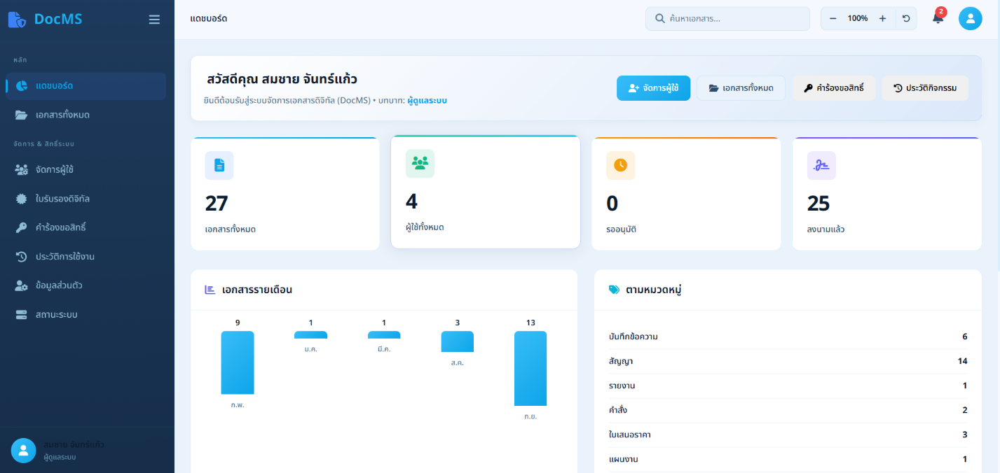 DocMS
แดชบอร์ด
ค้นหาเอกสาร...
100%
2
หลัก
แดชบอร์ด
เอกสารทั้งหมด
จัดการ & สิทธิ์ระบบ
จัดการผู้ใช้
ใบรับรองดิจิทัล
คำร้องขอสิทธิ์
ประวัติการใช้งาน
ข้อมูลส่วนตัว
สถานะระบบ
สมชาย จันทร์แก้ว
ผู้ดูแลระบบ
สวัสดีคุณ สมชาย จันทร์แก้ว
ยินดีต้อนรับสู่ระบบจัดการเอกสารดิจิทัล (DocMS) • บทบาท: ผู้ดูแลระบบ
จัดการผู้ใช้
เอกสารทั้งหมด
คำร้องขอสิทธิ์
ประวัติกิจกรรม
27
เอกสารทั้งหมด
4
ผู้ใช้ทั้งหมด
0
รออนุมัติ
25
ลงนามแล้ว
เอกสารรายเดือน
9 1 1 3 13
ก.พ. ม.ค. มี.ค. ส.ค. ก.ย.
ตามหมวดหมู่
บันทึกข้อความ 6
สัญญา 14
รายงาน 1
คำสั่ง 2
ใบเสนอราคา 3
แผนงาน 1